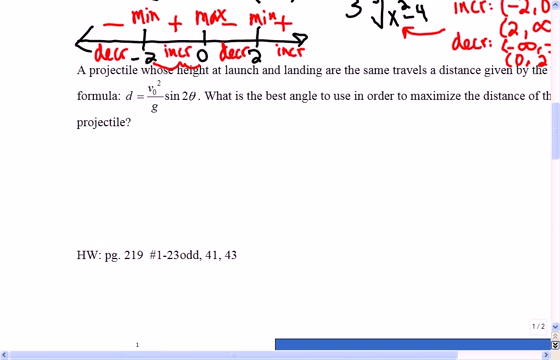 − min + max − min +
decr -2 incr 0 decr 2 incr
3 ∛x²-4
incr: (-2,0
(2, ∞
decr: (-∞,-
(0, 2
A projectile whose height at launch and landing are the same travels a distance given by the
formula: d = v₀²/g sin 2θ. What is the best angle to use in order to maximize the distance of th
projectile?
HW: pg. 219 #1-23odd, 41, 43
1 / 2
1